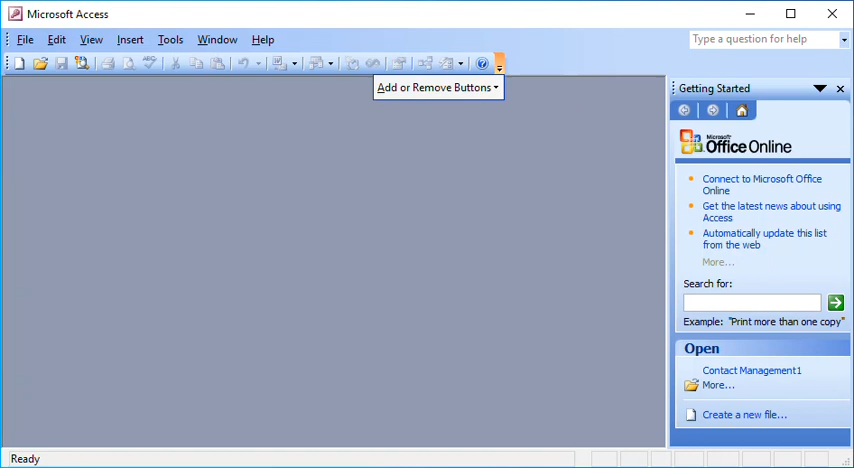 Microsoft Access
File Edit View Insert Tools Window Help
Type a question for help
Add or Remove Buttons
Getting Started
Microsoft
Office Online
Connect to Microsoft Office
Online
Get the latest news about using
Access
Automatically update this list
from the web
More...
Search for:
Example: "Print more than one copy"
Open
Contact Management1
More...
Create a new file...
Ready